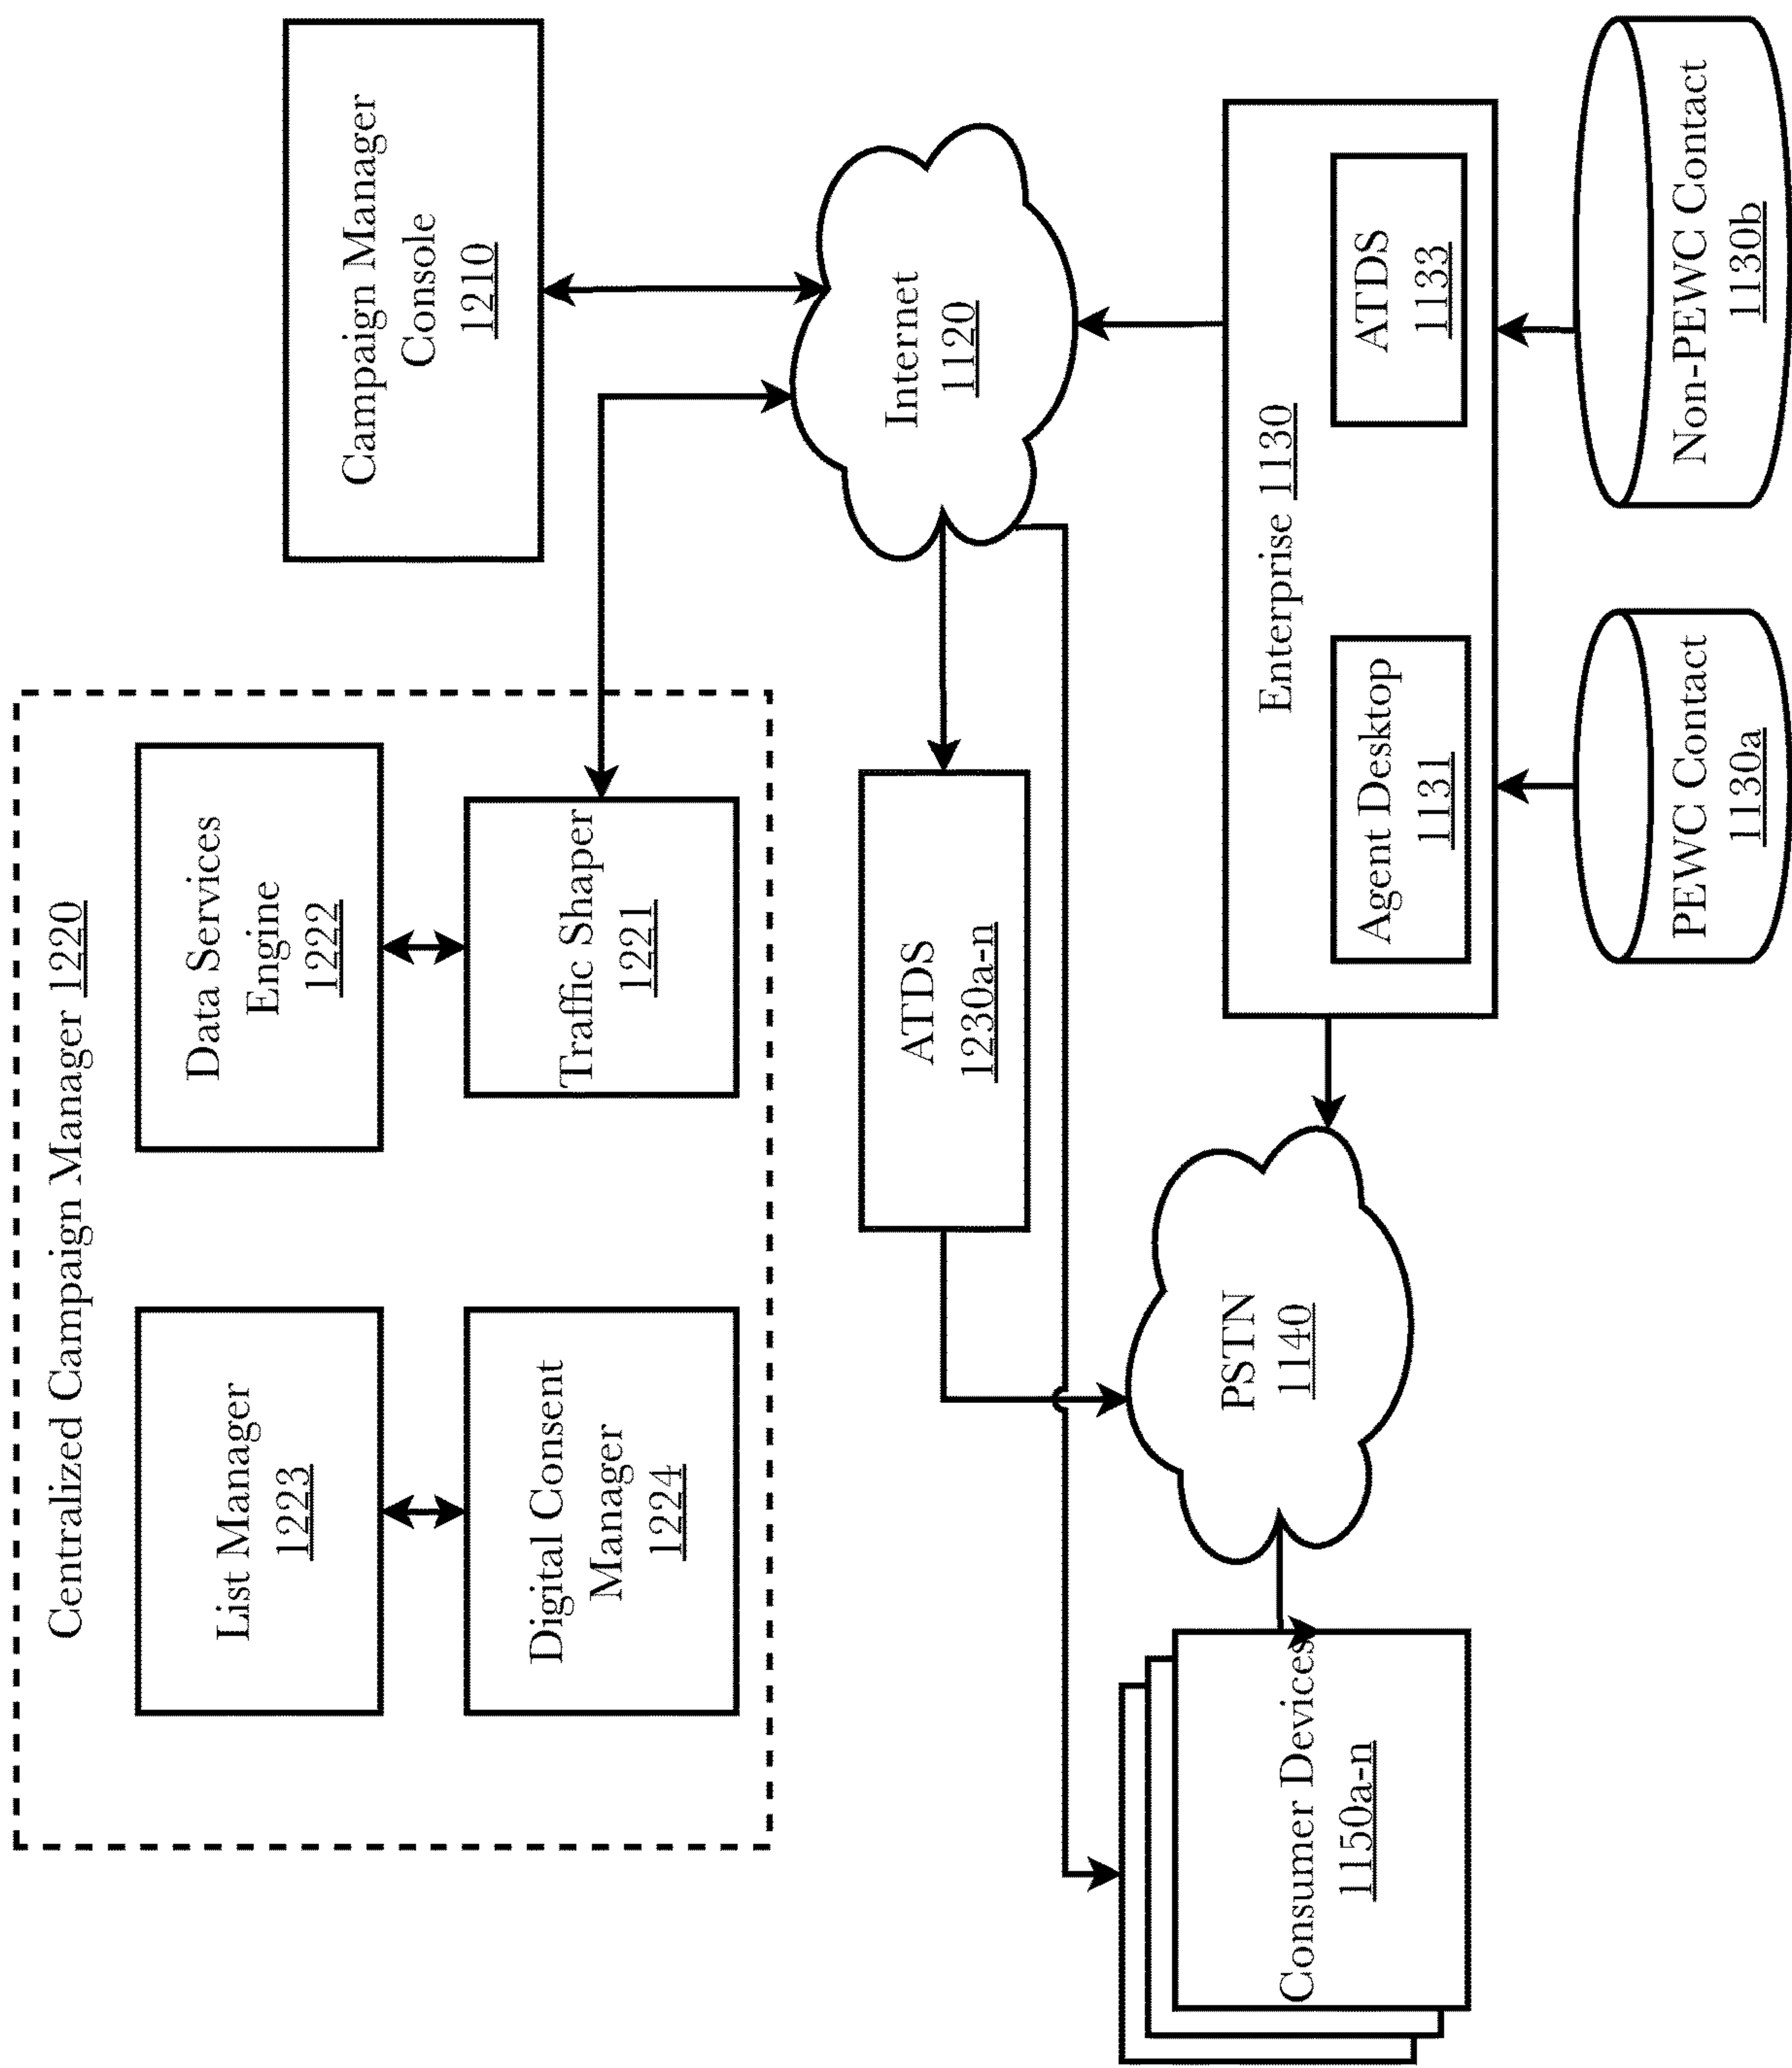 Centralized Campaign Manager 1220
List Manager
1223
Data Services
Engine
1222
Digital Consent
Manager
1224
Traffic Shaper
1221
Campaign Manager
Console
1210
ATDS
1230a-n
Internet
1120
Consumer Devices
1150a-n
PSTN
1140
Enterprise 1130
Agent Desktop
1131
ATDS
1133
PEWC Contact
1130a
Non-PEWC Contact
1130b